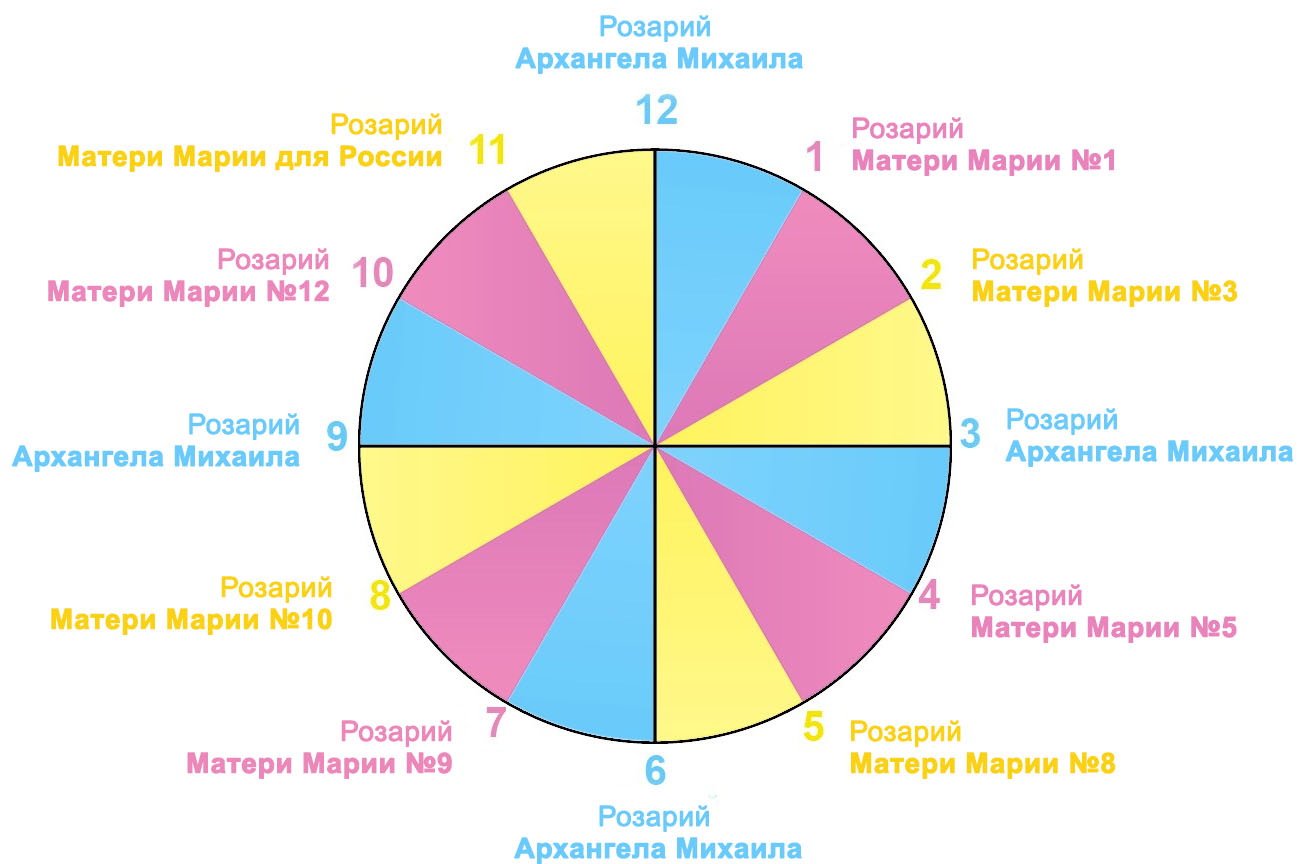 Розарий
Архангела Михаила
12
1
Розарий
Матери Марии №1
2
Розарий
Матери Марии №3
3
Розарий
Архангела Михаила
4
Розарий
Матери Марии №5
5
Розарий
Матери Марии №8
6
Розарий
Архангела Михаила
7
Розарий
Матери Марии №9
8
Розарий
Матери Марии №10
9
Розарий
Архангела Михаила
10
Розарий
Матери Марии №12
11
Розарий
Матери Марии для России